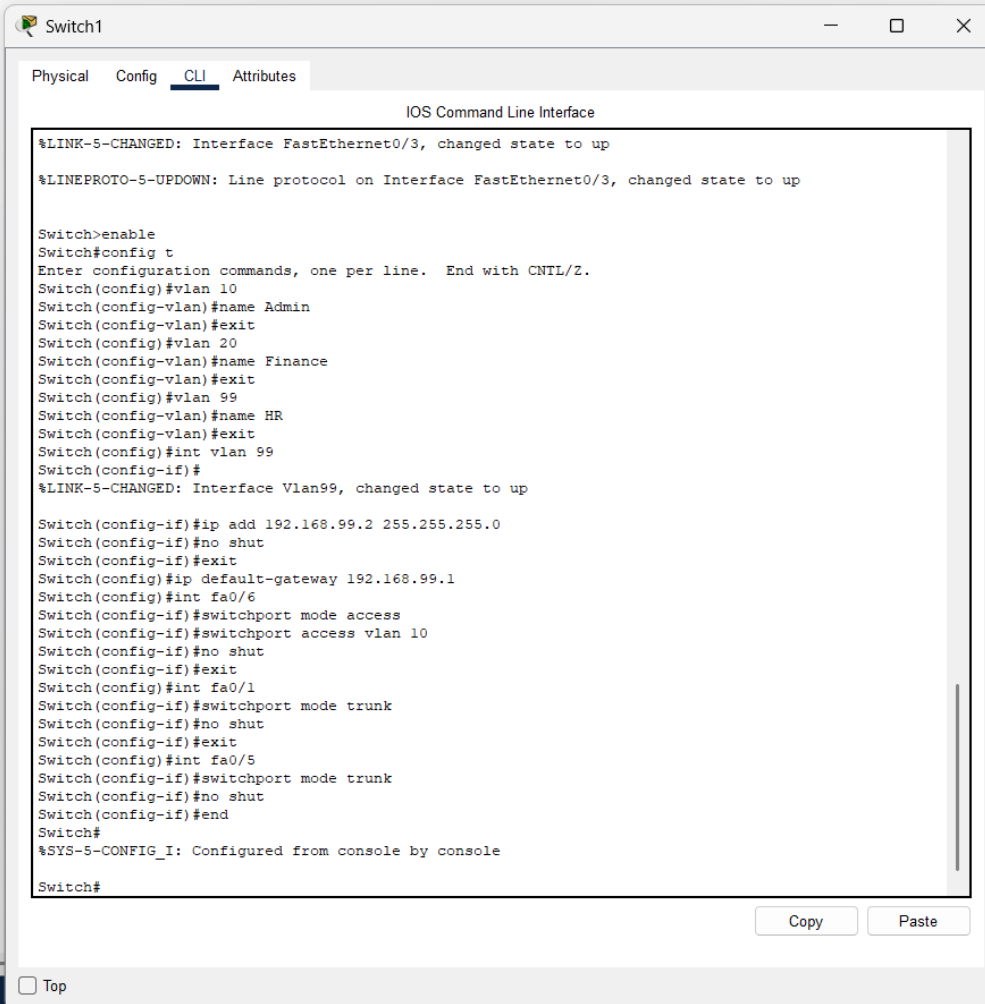 Switch1
Physical Config CLI Attributes
IOS Command Line Interface
%LINK-5-CHANGED: Interface FastEthernet0/3, changed state to up
%LINEPROTO-5-UPDOWN: Line protocol on Interface FastEthernet0/3, changed state to up
Switch>enable
Switch#config t
Enter configuration commands, one per line.  End with CNTL/Z.
Switch(config)#vlan 10
Switch(config-vlan)#name Admin
Switch(config-vlan)#exit
Switch(config)#vlan 20
Switch(config-vlan)#name Finance
Switch(config-vlan)#exit
Switch(config)#vlan 99
Switch(config-vlan)#name HR
Switch(config-vlan)#exit
Switch(config)#int vlan 99
Switch(config-if)#
%LINK-5-CHANGED: Interface Vlan99, changed state to up
Switch(config-if)#ip add 192.168.99.2 255.255.255.0
Switch(config-if)#no shut
Switch(config-if)#exit
Switch(config)#ip default-gateway 192.168.99.1
Switch(config)#int fa0/6
Switch(config-if)#switchport mode access
Switch(config-if)#switchport access vlan 10
Switch(config-if)#no shut
Switch(config-if)#exit
Switch(config)#int fa0/1
Switch(config-if)#switchport mode trunk
Switch(config-if)#no shut
Switch(config-if)#exit
Switch(config)#int fa0/5
Switch(config-if)#switchport mode trunk
Switch(config-if)#no shut
Switch(config-if)#end
Switch#
%SYS-5-CONFIG_I: Configured from console by console
Switch#
Copy Paste
Top